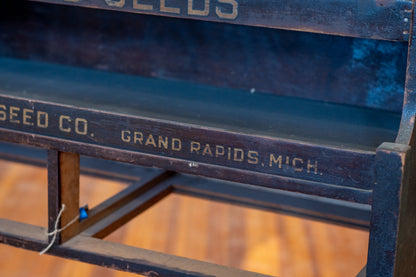 SEEDS
SEED CO. GRAND RAPIDS, MICH.